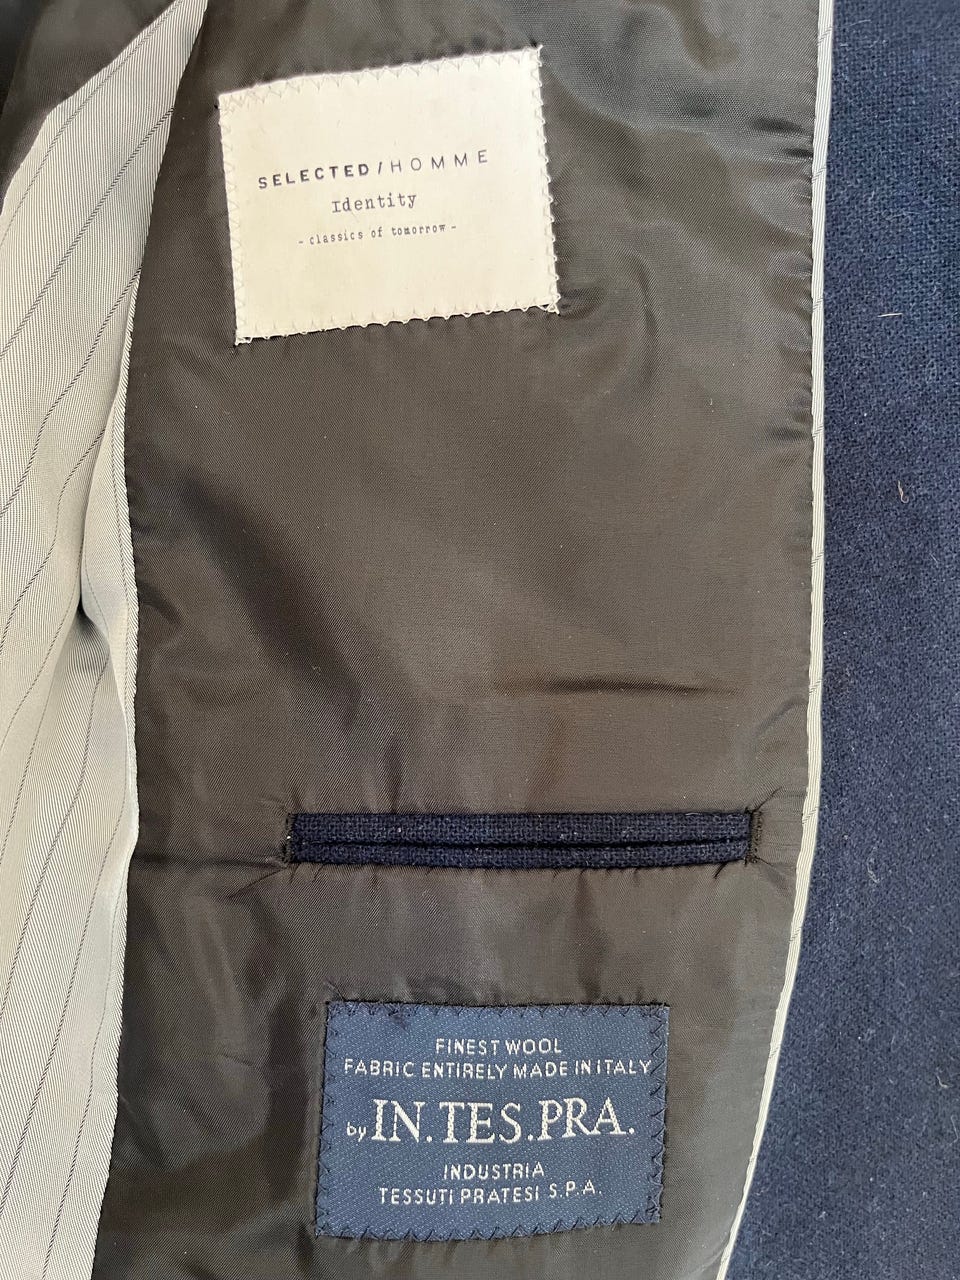 SELECTED/HOMME
Identity
- classics of tomorrow -
FINEST WOOL
FABRIC ENTIRELY MADE IN ITALY
by IN.TES.PRA.
INDUSTRIA
TESSUTI PRATESI S.P.A.